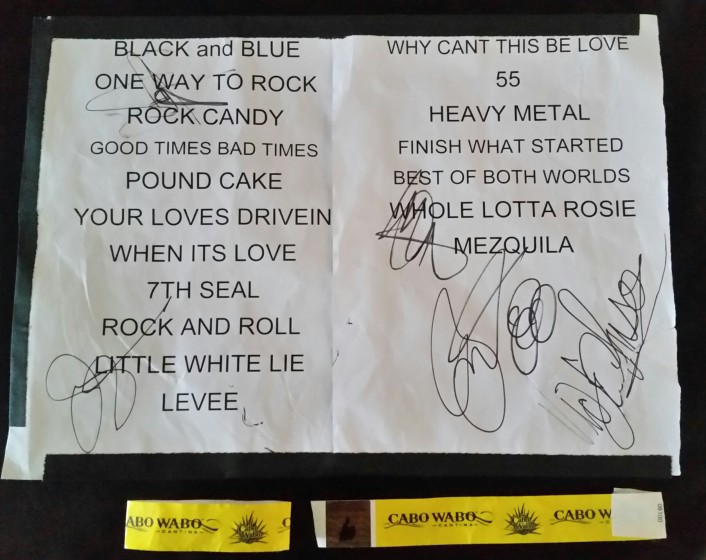 BLACK and BLUE
ONE WAY TO ROCK
ROCK CANDY
GOOD TIMES BAD TIMES
POUND CAKE
YOUR LOVES DRIVEIN
WHEN ITS LOVE
7TH SEAL
ROCK AND ROLL
LITTLE WHITE LIE
LEVEE
WHY CANT THIS BE LOVE
55
HEAVY METAL
FINISH WHAT STARTED
BEST OF BOTH WORLDS
WHOLE LOTTA ROSIE
MEZQUILA
CABO WABO
CANTINA
CABO WABO
CANTINA
CABO W